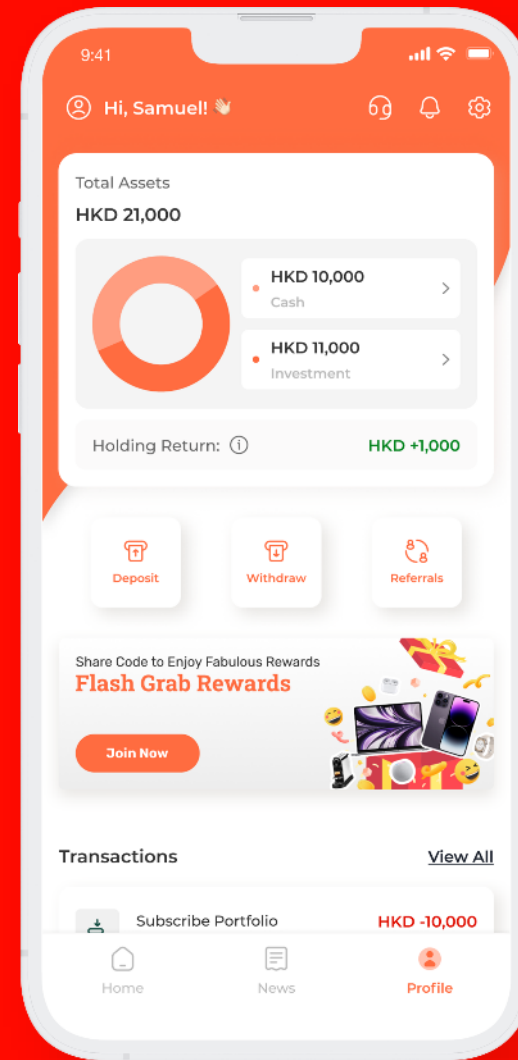 9:41
Hi, Samuel! 👋🏻
Total Assets
HKD 21,000
HKD 10,000
Cash
HKD 11,000
Investment
Holding Return:
HKD +1,000
Deposit
Withdraw
Referrals
Share Code to Enjoy Fabulous Rewards
Flash Grab Rewards
Join Now
Transactions
View All
Subscribe Portfolio
HKD -10,000
Home
News
Profile